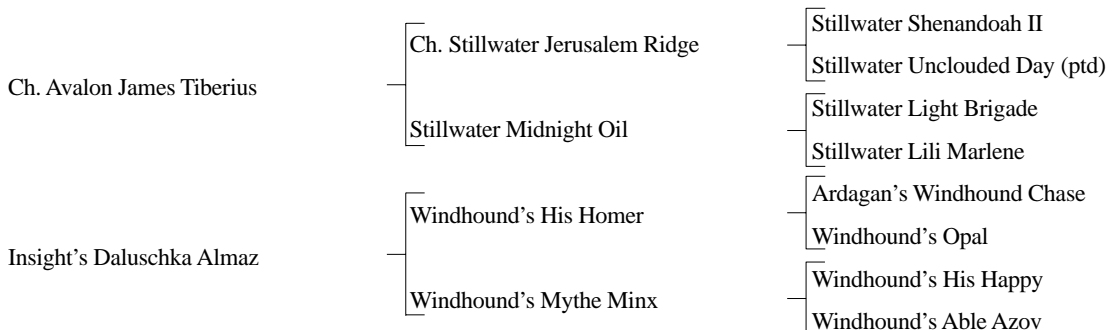 Ch. Avalon James Tiberius
Ch. Stillwater Jerusalem Ridge
Stillwater Shenandoah II
Stillwater Uncloudied Day (ptd)
Stillwater Midnight Oil
Stillwater Light Brigade
Stillwater Lili Marlene
Insight’s Daluschka Almaz
Windhound’s His Homer
Ardagan’s Windhound Chase
Windhound’s Opal
Windhound’s Mythe Minx
Windhound’s His Happy
Windhound’s Able Azov